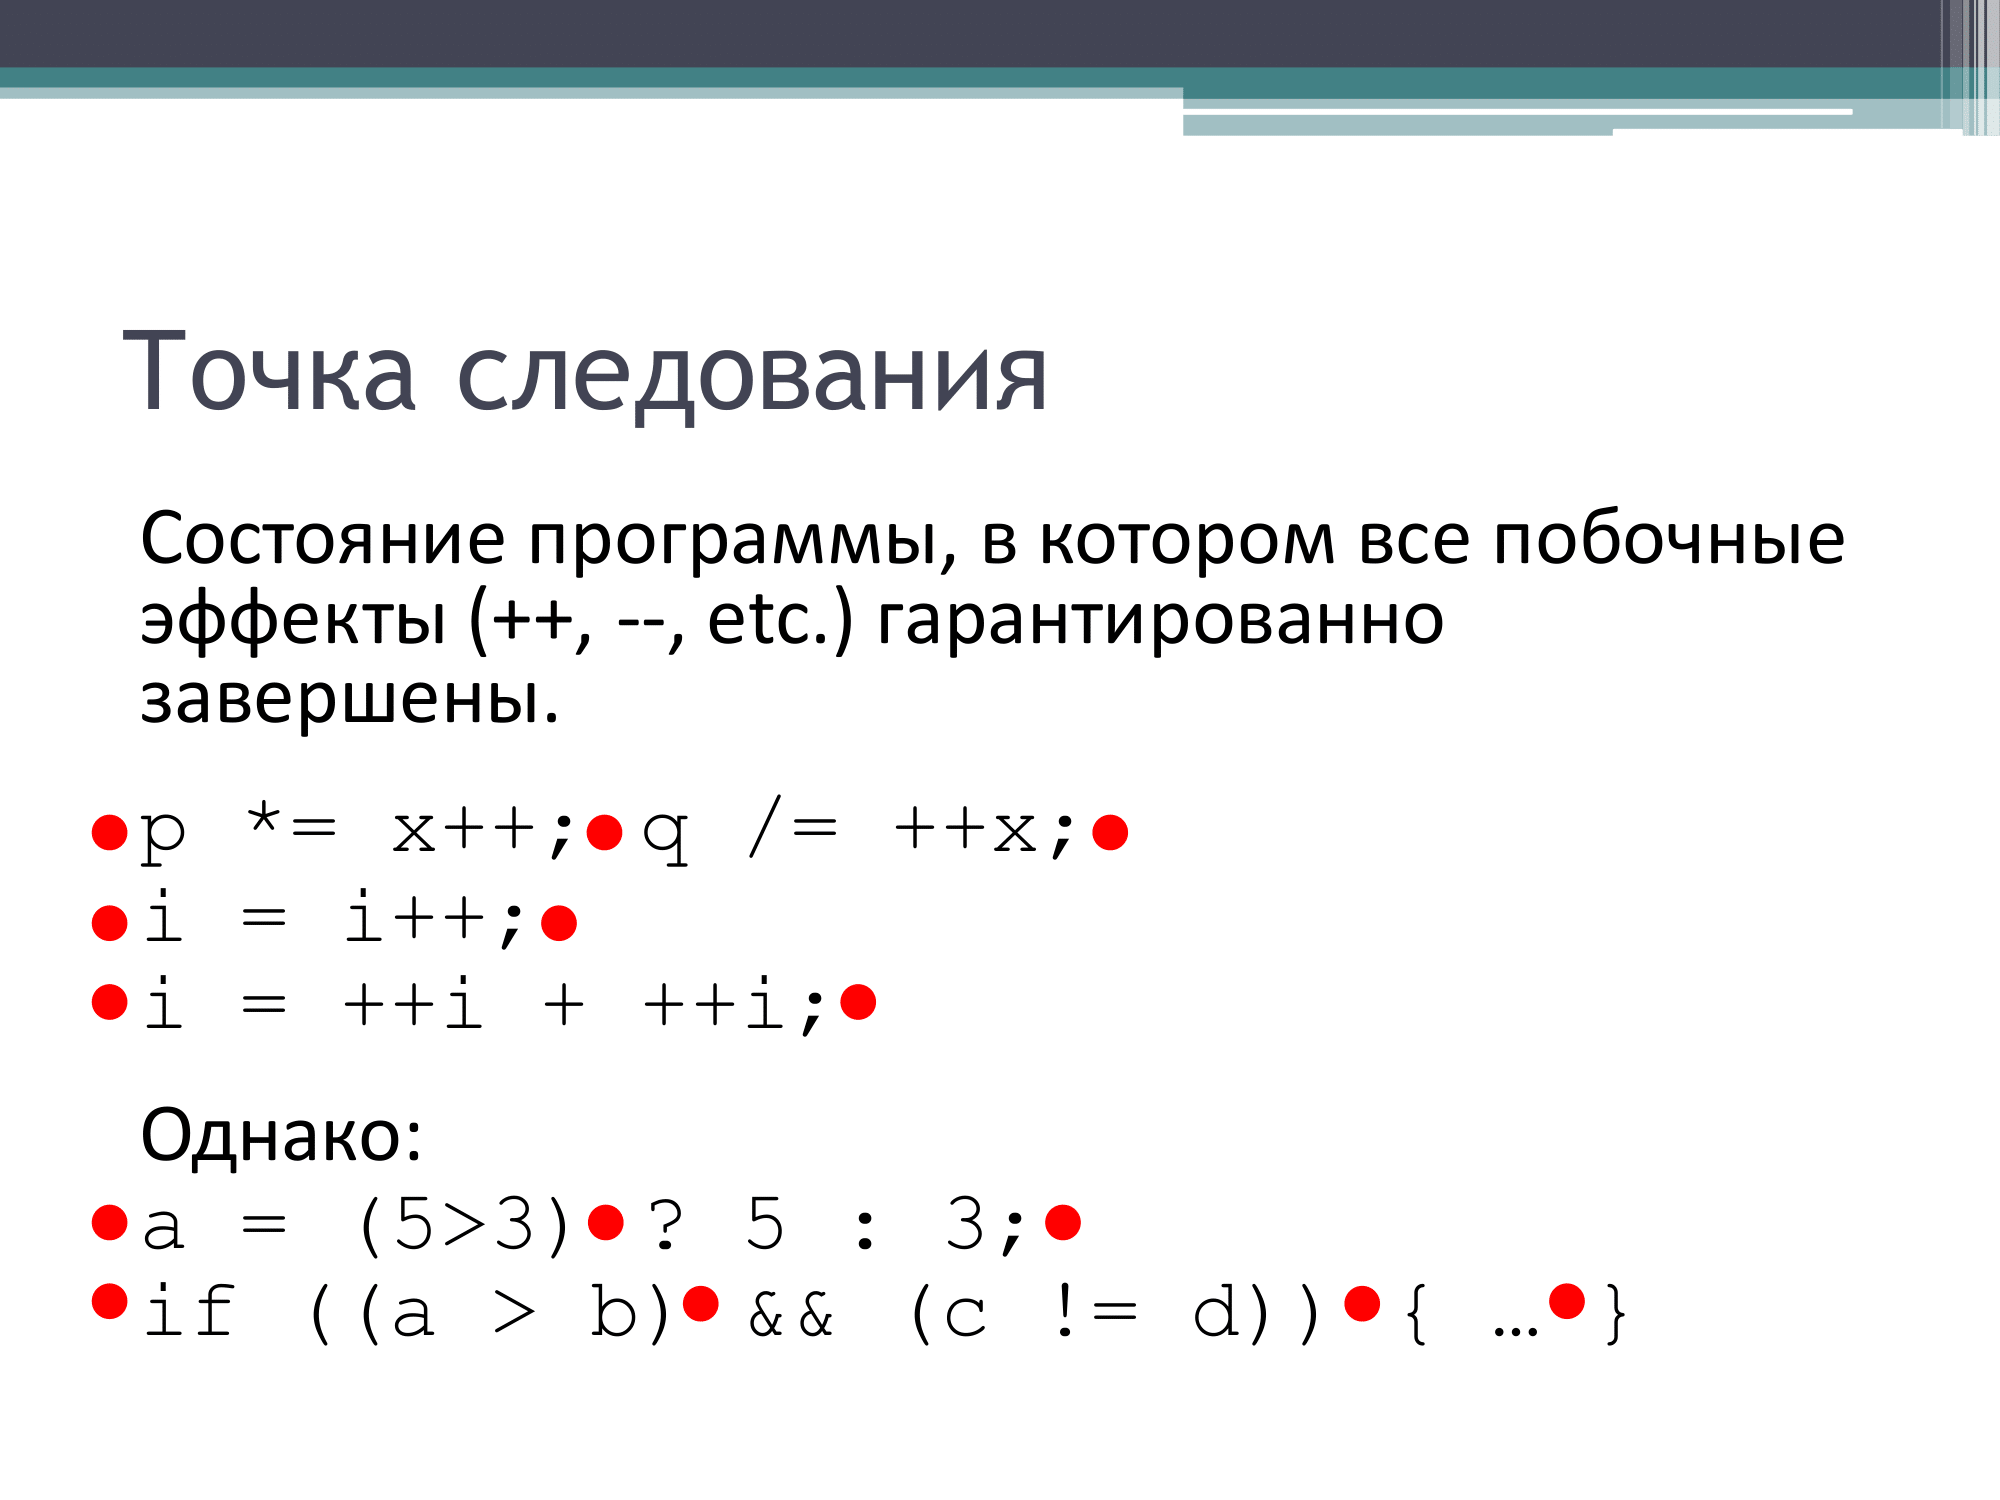 Точка следования
Состояние программы, в котором все побочные
эффекты (++, --, etc.) гарантированно
завершены.
p *= x++; q /= ++x;
i = i++;
i = ++i + ++i;
Однако:
a = (5>3) ? 5 : 3;
if ((a > b) && (c != d)) { … }